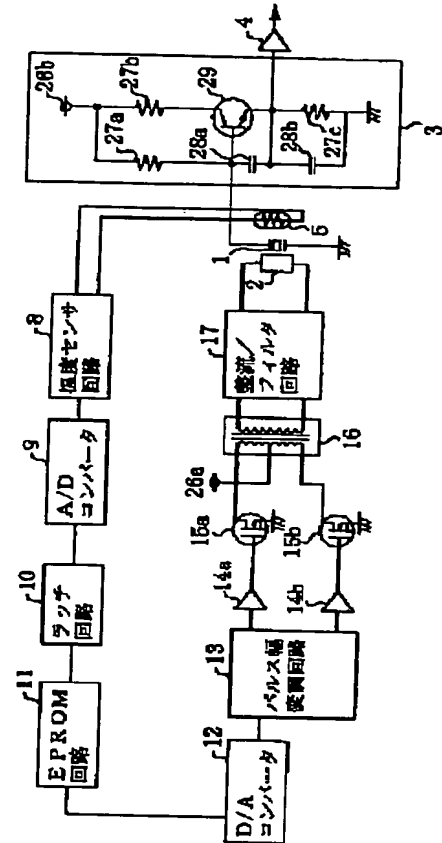 11
EPROM
回路
10
ラッチ
回路
9
A/D
コンバータ
8
温度センサ
回路
26b
27a
27b
29
28a
28b
27c
4
3
12
D/A
コンバータ
13
パルス幅
変調回路
14a
14b
15a
15b
26a
16
17
整流/
フィルタ
回路
1
2
5